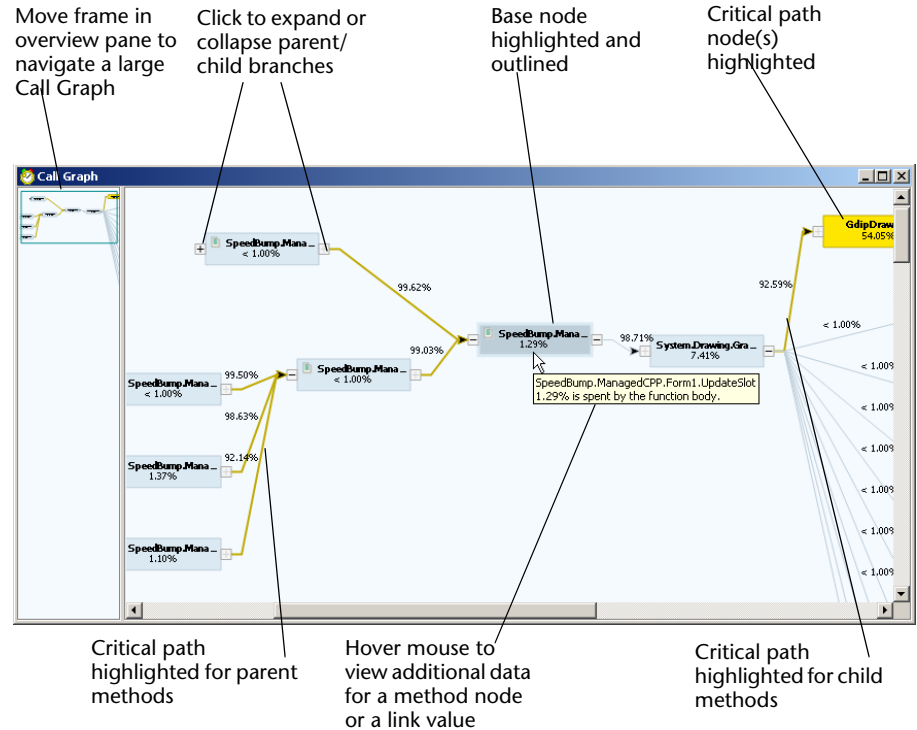 Move frame in
overview pane to
navigate a large
Call Graph
Click to expand or
collapse parent/
child branches
Base node
highlighted and
outlined
Critical path
node(s)
highlighted
Call Graph
SpeedBump.Mana...
< 1.00%
GdipDraw
54.05%
99.62%
92.59%
< 1.00%
SpeedBump.Mana...
1.29%
98.71%
System.Drawing.Gra...
7.41%
99.03%
SpeedBump.Mana...
< 1.00%
< 1.00%
SpeedBump.Mana...
< 1.00%
99.50%
SpeedBump.ManagedCPP.Form1.UpdateSlot
1.29% is spent by the function body.
98.63%
< 1.00%
< 1.00%
92.14%
SpeedBump.Mana...
1.37%
< 1.00%
< 1.00%
SpeedBump.Mana...
1.10%
< 1.00%
Critical path
highlighted for parent
methods
Hover mouse to
view additional data
for a method node
or a link value
Critical path
highlighted for child
methods